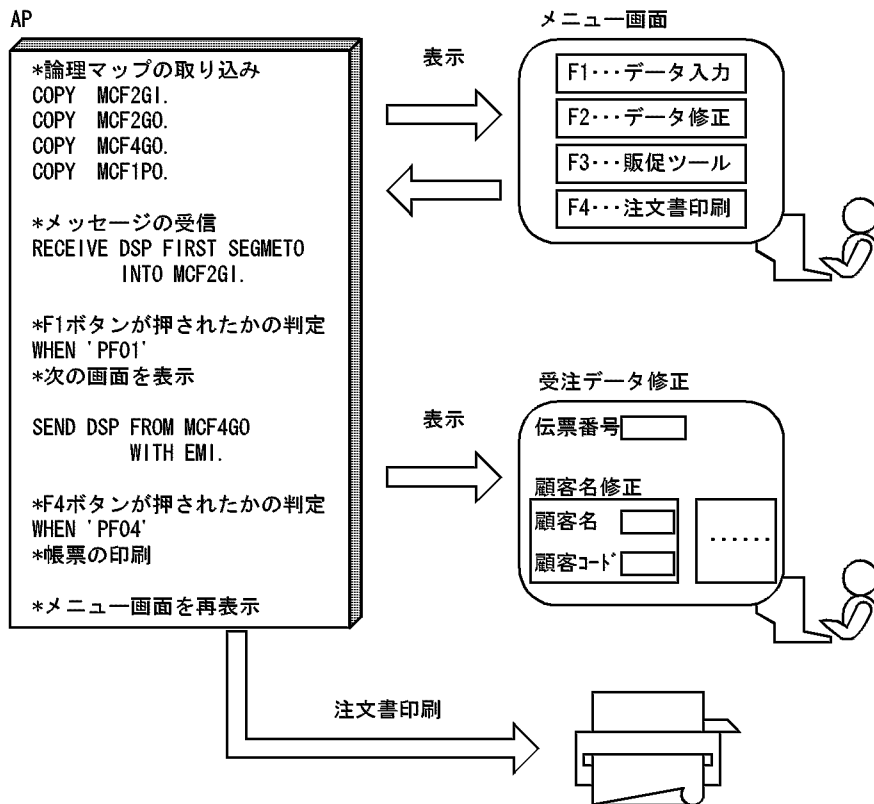 AP
*論理マップの取り込み
COPY MCF2GI.
COPY MCF2GO.
COPY MCF4GO.
COPY MCF1PO.
*メッセージの受信
RECEIVE DSP FIRST SEGMETO
INTO MCF2GI.
*F1ボタンが押されたかの判定
WHEN 'PF01'
*次の画面を表示
SEND DSP FROM MCF4GO
WITH EMI.
*F4ボタンが押されたかの判定
WHEN 'PF04'
*帳票の印刷
*メニュー画面を再表示
表示
メニュー画面
F1･･･データ入力
F2･･･データ修正
F3･･･販促ツール
F4･･･注文書印刷
表示
受注データ修正
伝票番号
顧客名修正
顧客名
顧客ｺｰﾄﾞ
……
注文書印刷